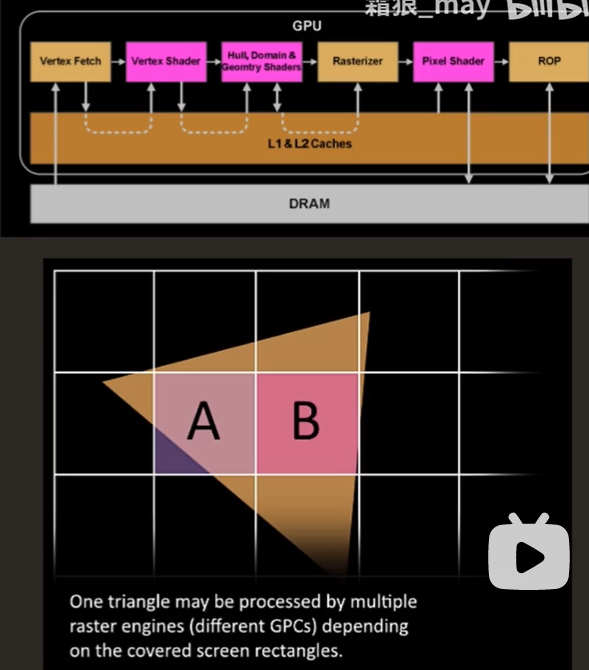 霜狼_may bilibi
GPU
Vertex Fetch
Vertex Shader
Hull, Domain &
Geomtry Shaders
Rasterizer
Pixel Shader
ROP
L1 & L2 Caches
DRAM
A
B
One triangle may be processed by multiple
raster engines (different GPCs) depending
on the covered screen rectangles.